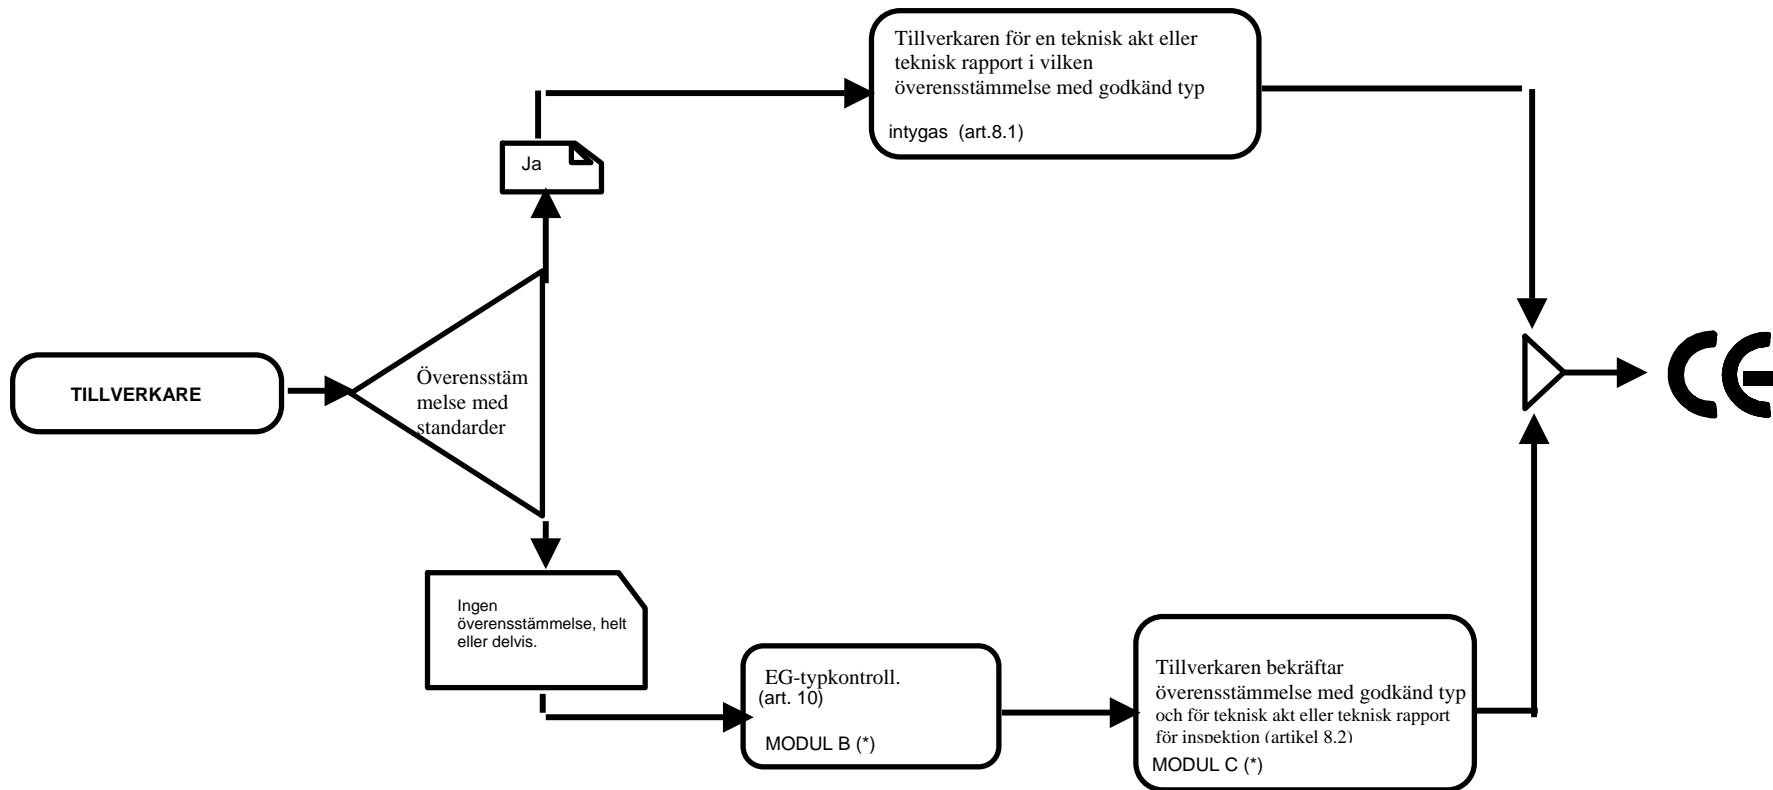 Tillverkaren för en teknisk akt eller
teknisk rapport i vilken
överensstämmelse med godkänd typ
intygas (art.8.1)
Ja
TILLVERKARE
Överensstäm
melse med
standarder
CE
Ingen
överensstämmelse, helt
eller delvis.
EG-typkontroll.
(art. 10)
MODUL B (*)
Tillverkaren bekräftar
överensstämmelse med godkänd typ
och för teknisk akt eller teknisk rapport
för inspektion (artikel 8.2)
MODUL C (*)